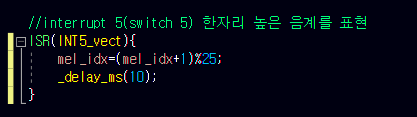 //interrupt 5(switch 5) 한자리 높은 음계를 표현
ISR(INT5_vect){
mel_idx=(mel_idx+1)%25;
_delay_ms(10);
}